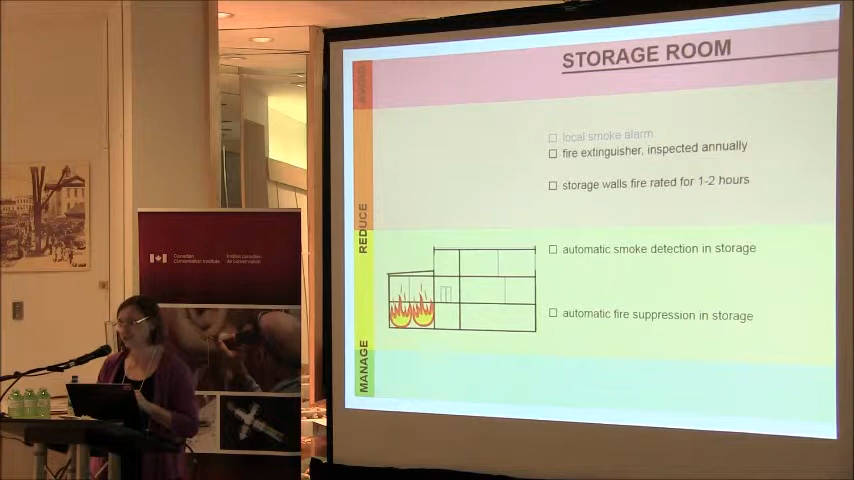 STORAGE ROOM
AVOID
local smoke alarm
fire extinguisher, inspected annually
storage walls fire rated for 1-2 hours
REDUCE
automatic smoke detection in storage
automatic fire suppression in storage
MANAGE
Canadian Conservation Institute
Institut canadien de conservation